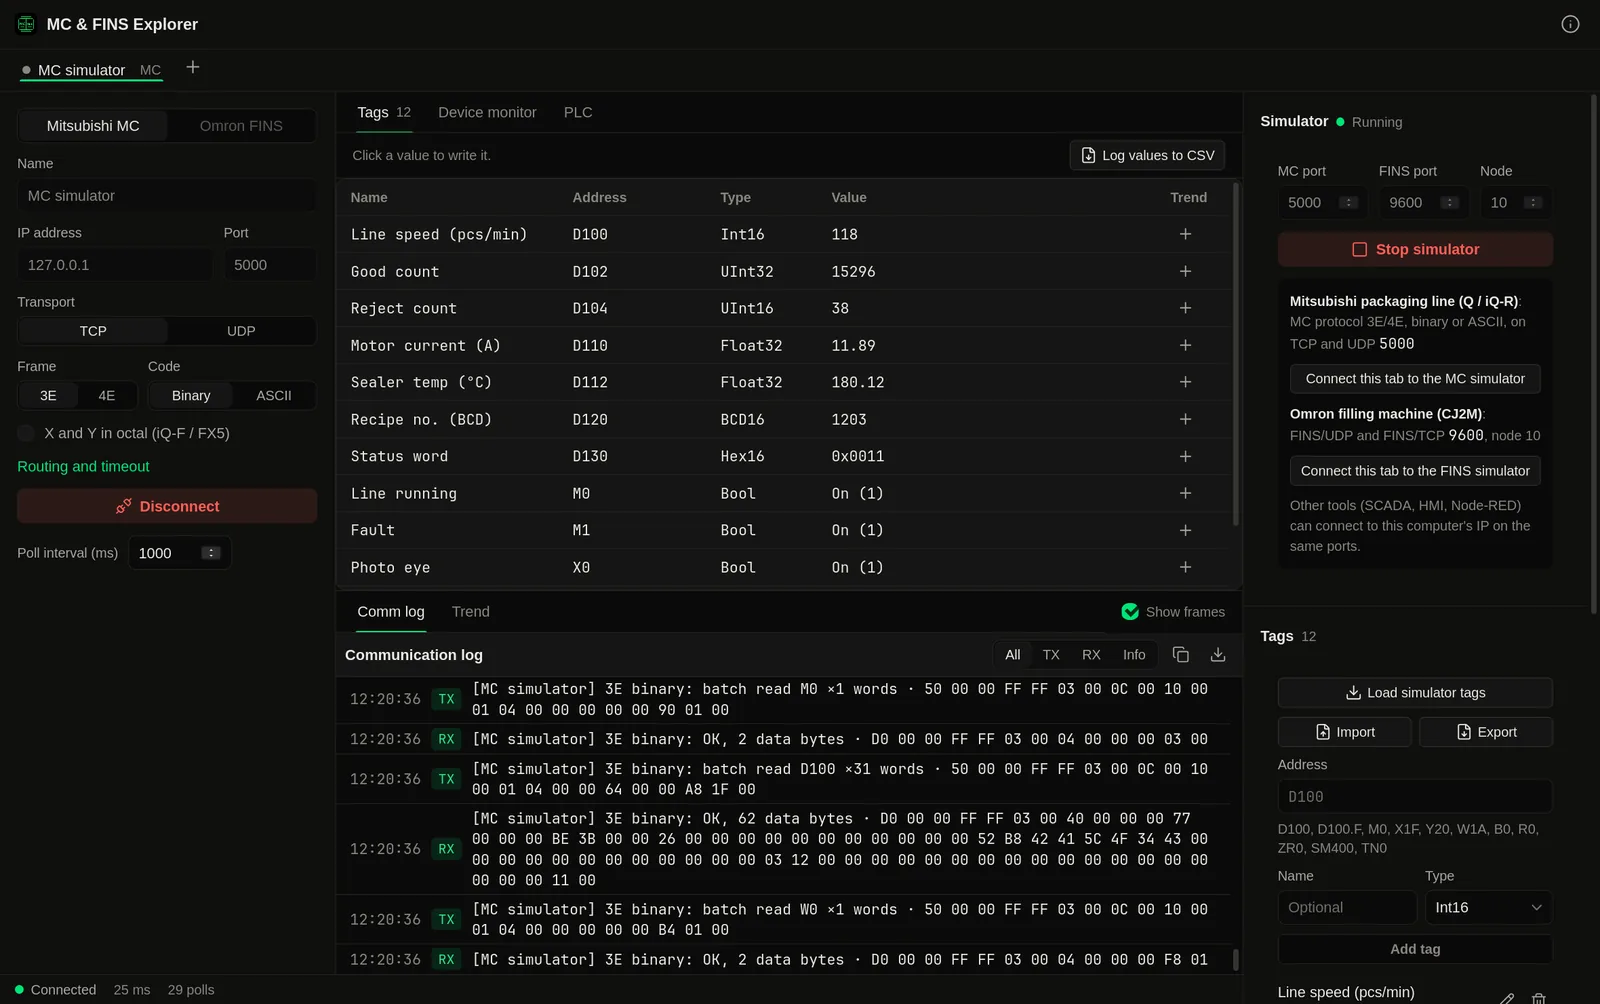 MC & FINS Explorer
MC simulator MC
Mitsubishi MC Omron FINS
Name
MC simulator
IP address Port
127.0.0.1 5000
Transport
TCP UDP
Frame Code
3E 4E Binary ASCII
X and Y in octal (iQ-F / FX5)
Routing and timeout
Disconnect
Poll interval (ms) 1000
Tags 12 Device monitor PLC
Click a value to write it. Log values to CSV
Name Address Type Value Trend
Line speed (pcs/min) D100 Int16 118
Good count D102 UInt32 15296
Reject count D104 UInt16 38
Motor current (A) D110 Float32 11.89
Sealer temp (°C) D112 Float32 180.12
Recipe no. (BCD) D120 BCD16 1203
Status word D130 Hex16 0x0011
Line running M0 Bool On (1)
Fault M1 Bool On (1)
Photo eye X0 Bool On (1)
Comm log Trend Show frames
Communication log All TX RX Info
12:20:36 TX [MC simulator] 3E binary: batch read M0 ×1 words · 50 00 00 FF FF 03 00 0C 00 10 00
01 04 00 00 00 00 00 90 01 00
12:20:36 RX [MC simulator] 3E binary: OK, 2 data bytes · D0 00 00 FF FF 03 00 04 00 00 00 03 00
12:20:36 TX [MC simulator] 3E binary: batch read D100 ×31 words · 50 00 00 FF FF 03 00 0C 00 10
00 01 04 00 00 64 00 00 A8 1F 00
12:20:36 RX [MC simulator] 3E binary: OK, 62 data bytes · D0 00 00 FF FF 03 00 40 00 00 00 77
00 00 00 BE 3B 00 00 26 00 00 00 00 00 00 00 00 00 00 00 52 B8 42 41 5C 4F 34 43 00
00 00 00 00 00 00 00 00 00 00 00 03 12 00 00 00 00 00 00 00 00 00 00 00 00 00 00 00
00 00 00 11 00
12:20:36 TX [MC simulator] 3E binary: batch read W0 ×1 words · 50 00 00 FF FF 03 00 0C 00 10 00
01 04 00 00 00 00 00 B4 01 00
12:20:36 RX [MC simulator] 3E binary: OK, 2 data bytes · D0 00 00 FF FF 03 00 04 00 00 00 F8 01
Simulator Running
MC port FINS port Node
5000 9600 10
Stop simulator
Mitsubishi packaging line (Q / iQ-R):
MC protocol 3E/4E, binary or ASCII, on
TCP and UDP 5000
Connect this tab to the MC simulator
Omron filling machine (CJ2M):
FINS/UDP and FINS/TCP 9600, node 10
Connect this tab to the FINS simulator
Other tools (SCADA, HMI, Node-RED)
can connect to this computer's IP on the
same ports.
Tags 12
Load simulator tags
Import Export
Address
D100
D100, D100.F, M0, X1F, Y20, W1A, B0, R0,
ZR0, SM400, TN0
Name Type
Optional Int16
Add tag
Line speed (pcs/min)
Connected 25 ms 29 polls